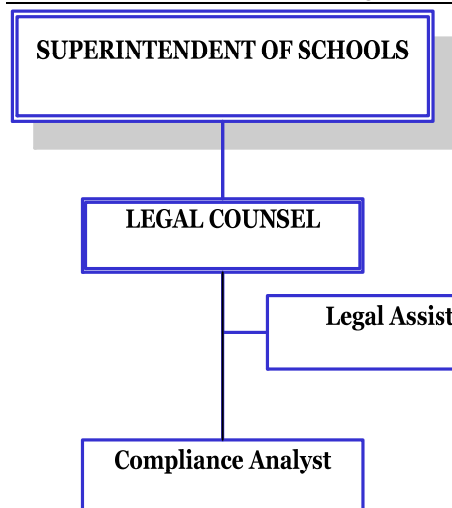 SUPERINTENDENT OF SCHOOLS
LEGAL COUNSEL
Legal Assist
Compliance Analyst